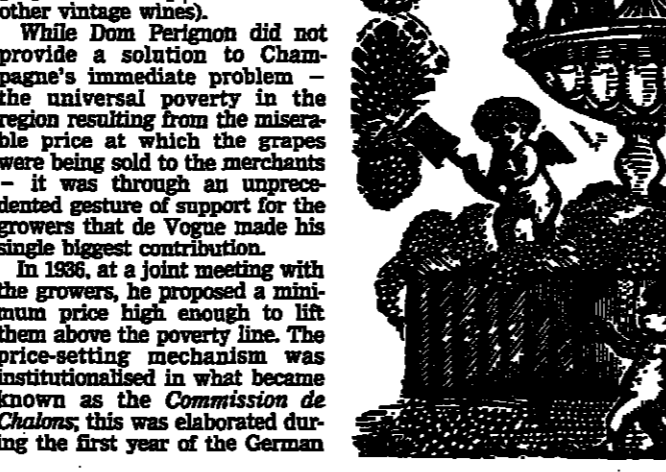 other vintage wines).
While Dom Perignon did not
provide a solution to Cham-
pagne's immediate problem –
the universal poverty in the
region resulting from the misera-
ble price at which the grapes
were being sold to the merchants
– it was through an unprece-
dented gesture of support for the
growers that de Vogue made his
single biggest contribution.
In 1936, at a joint meeting with
the growers, he proposed a mini-
mum price high enough to lift
them above the poverty line. The
price-setting mechanism was
institutionalised in what became
known as the Commission de
Chalons; this was elaborated dur-
ing the first year of the German